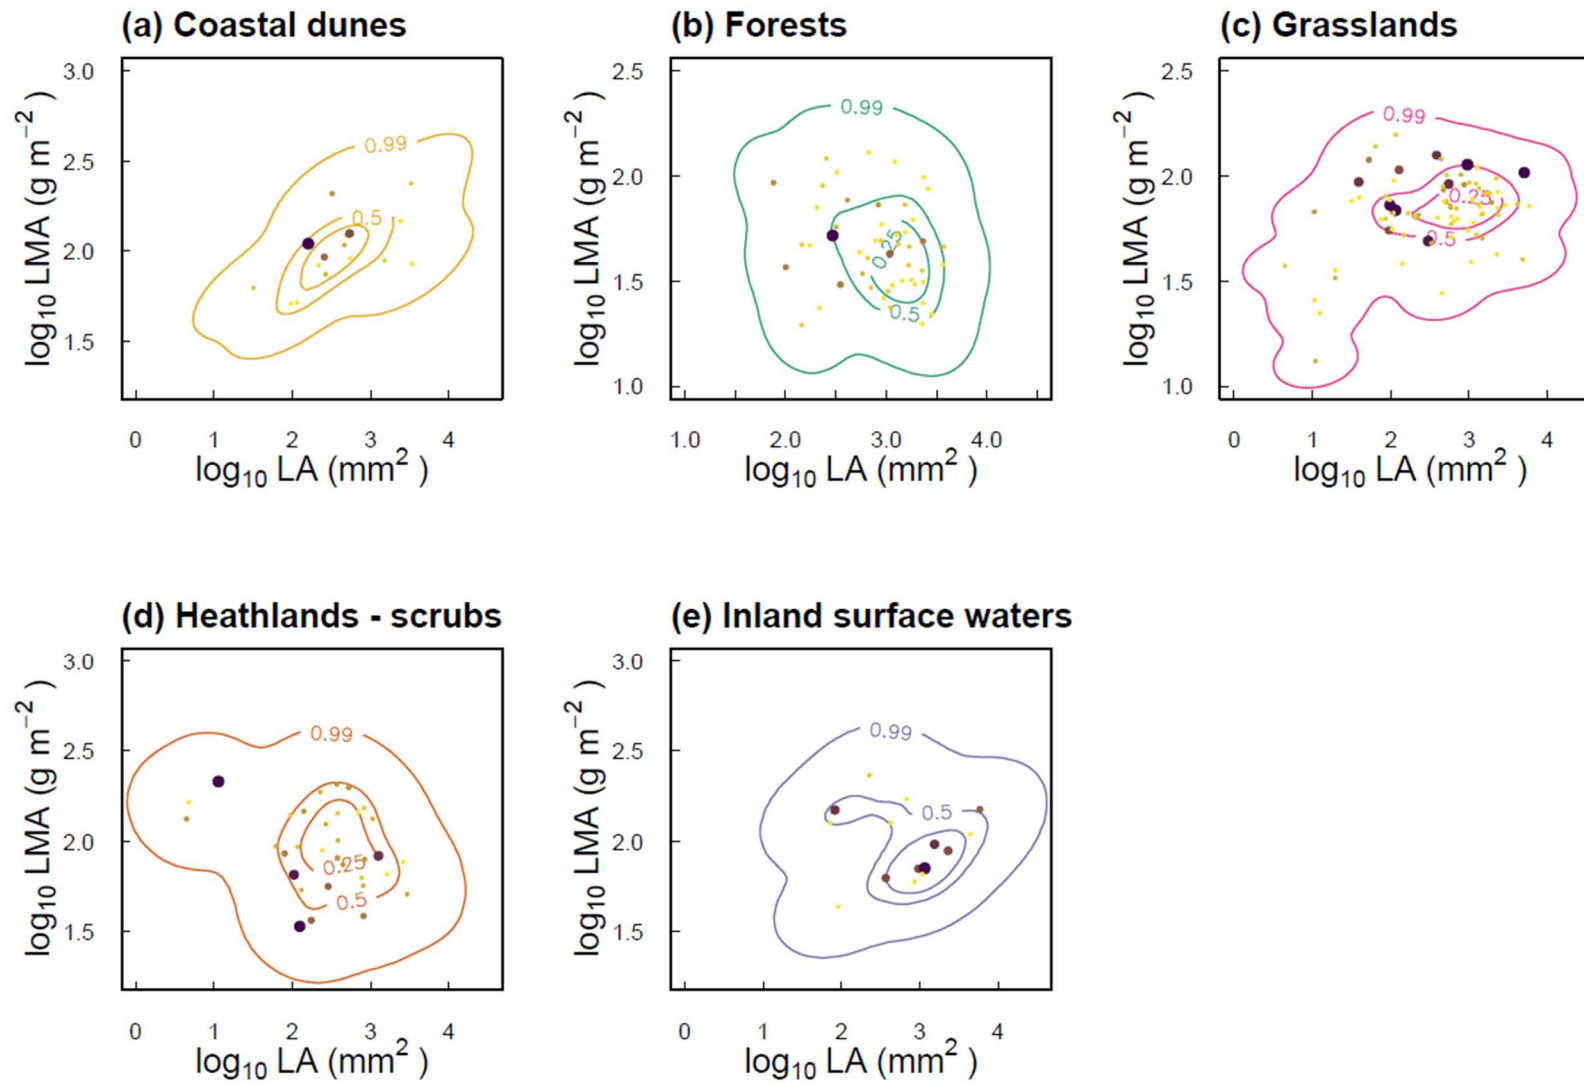 (a) Coastal dunes
log₁₀ LMA (g m⁻²)
3.0
2.5
2.0
1.5
0.99
0.5
0 1 2 3 4
log₁₀ LA (mm²)
(b) Forests
log₁₀ LMA (g m⁻²)
2.5
2.0
1.5
1.0
0.99
0.25
0.5
1.0 2.0 3.0 4.0
log₁₀ LA (mm²)
(c) Grasslands
log₁₀ LMA (g m⁻²)
2.5
2.0
1.5
1.0
0.99
0.25
0.5
0 1 2 3 4
log₁₀ LA (mm²)
(d) Heathlands - scrubs
log₁₀ LMA (g m⁻²)
3.0
2.5
2.0
1.5
0.99
0.25
0.5
0 1 2 3 4
log₁₀ LA (mm²)
(e) Inland surface waters
log₁₀ LMA (g m⁻²)
3.0
2.5
2.0
1.5
0.99
0.5
0 1 2 3 4
log₁₀ LA (mm²)